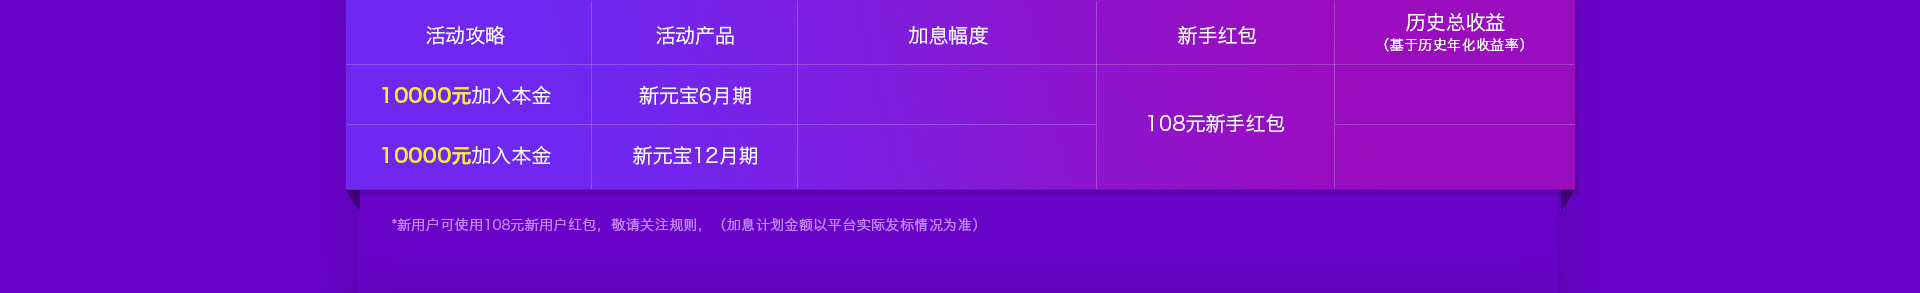 活动攻略 活动产品 加息幅度 新手红包 历史总收益
(基于历史年化收益率)
10000元加入本金 新元宝6月期
108元新手红包
10000元加入本金 新元宝12月期
*新用户可使用108元新用户红包，敬请关注规则，（加息计划金额以平台实际发标情况为准）